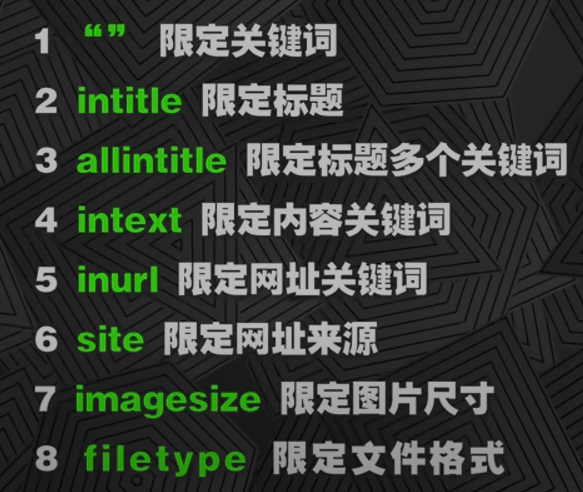 1 “” 限定关键词
2 intitle 限定标题
3 allintitle 限定标题多个关键词
4 intext 限定内容关键词
5 inurl 限定网址关键词
6 site 限定网址来源
7 imagesize 限定图片尺寸
8 filetype 限定文件格式